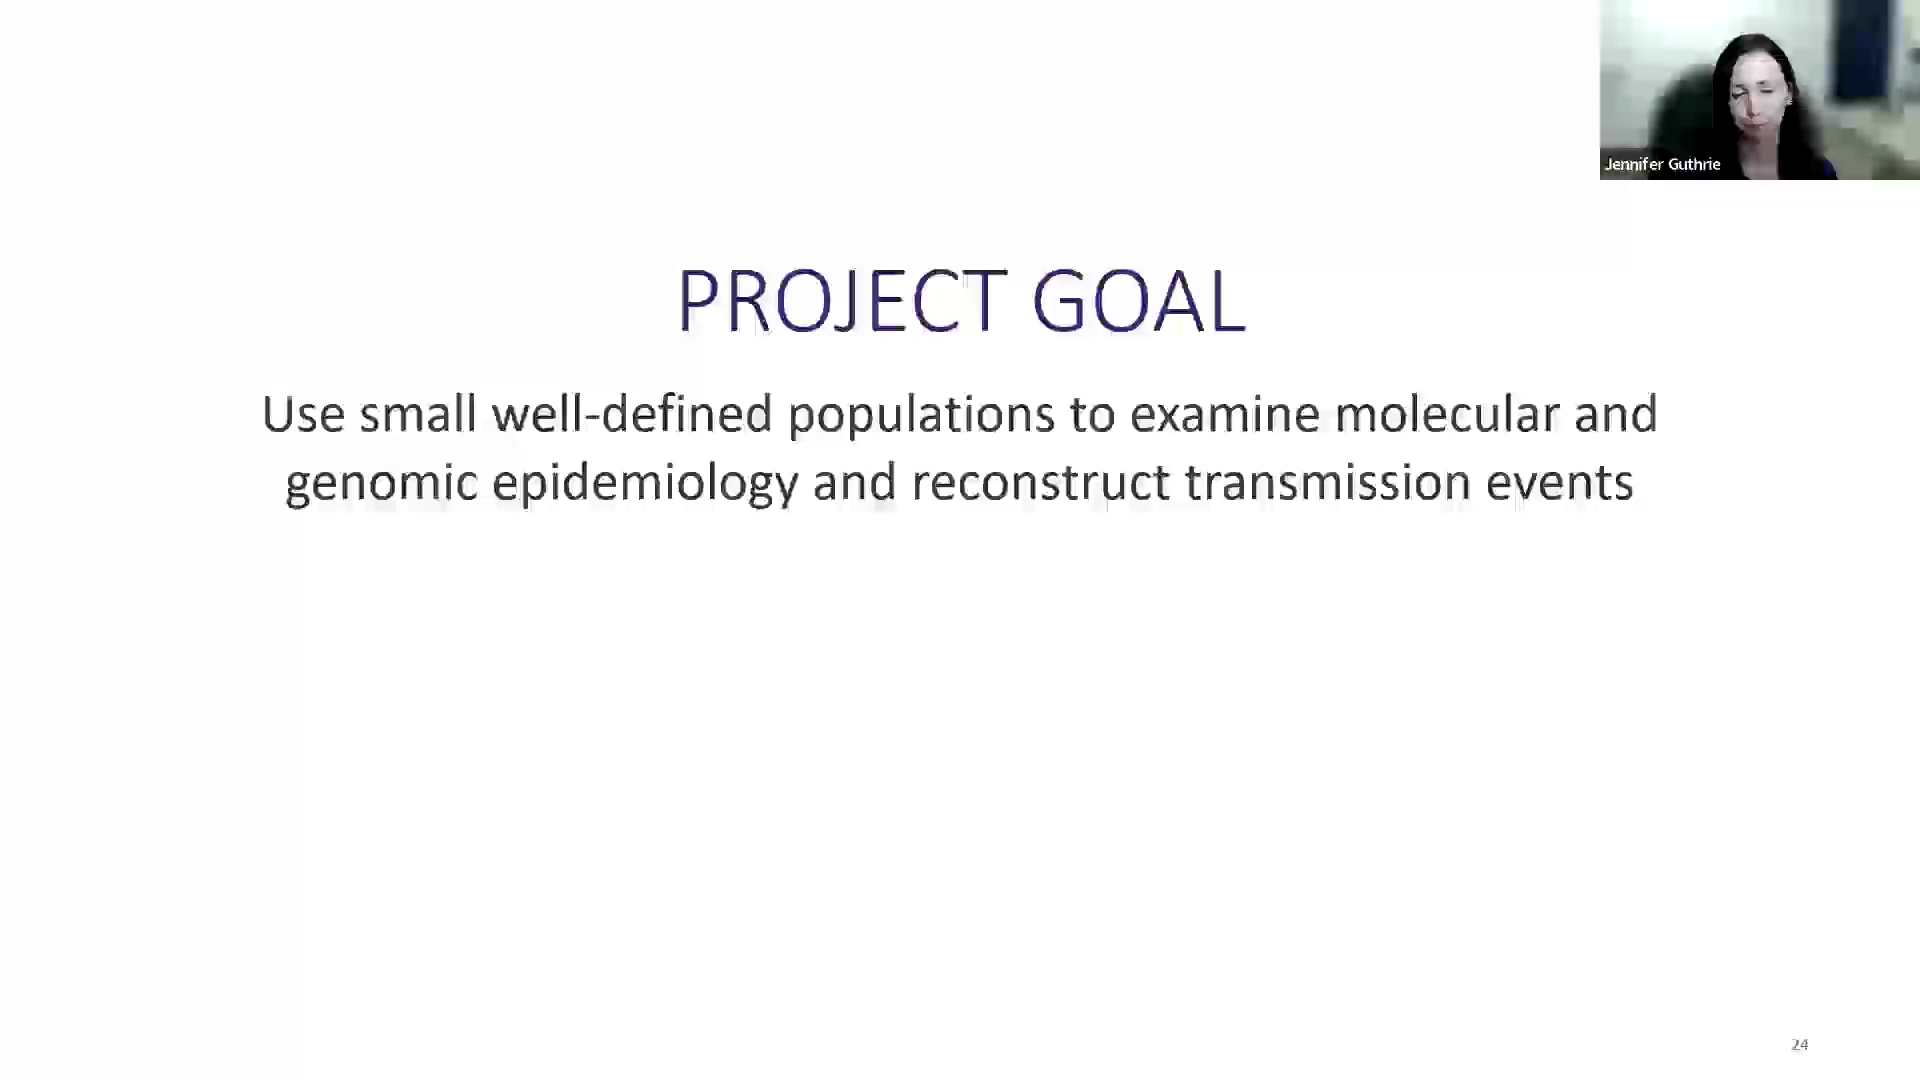 Jennifer Guthrie
PROJECT GOAL
Use small well-defined populations to examine molecular and
genomic epidemiology and reconstruct transmission events
24